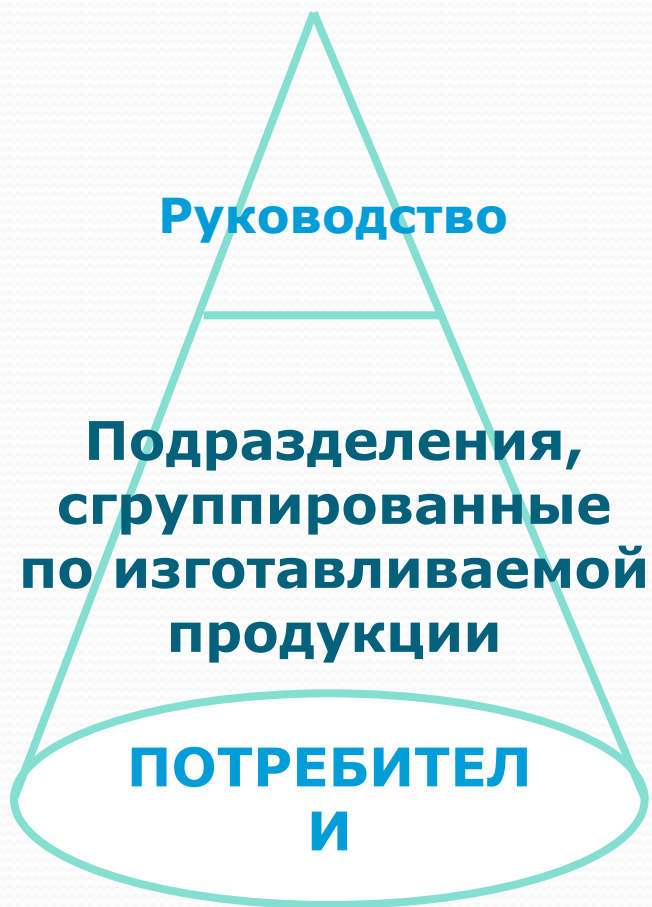 Руководство
Подразделения,
сгруппированные
по изготавливаемой
продукции
ПОТРЕБИТЕЛ
И